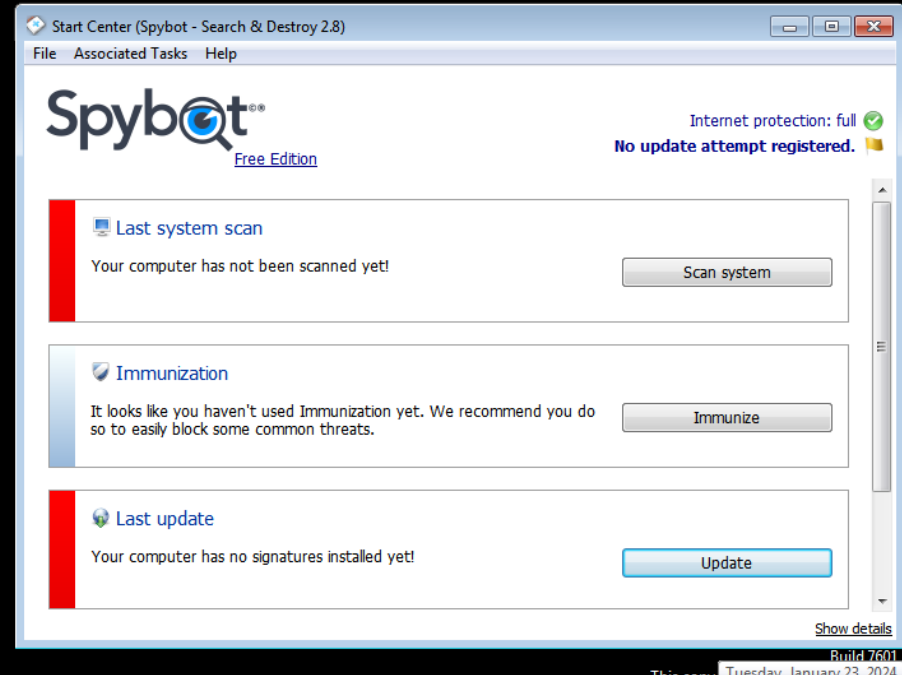 Start Center (Spybot - Search & Destroy 2.8)
File Associated Tasks Help
Spybot©®
Free Edition
Internet protection: full
No update attempt registered.
Last system scan
Your computer has not been scanned yet!
Scan system
Immunization
It looks like you haven't used Immunization yet. We recommend you do
so to easily block some common threats.
Immunize
Last update
Your computer has no signatures installed yet!
Update
Show details
Build 7601
This copy
Tuesday, January 23, 2024